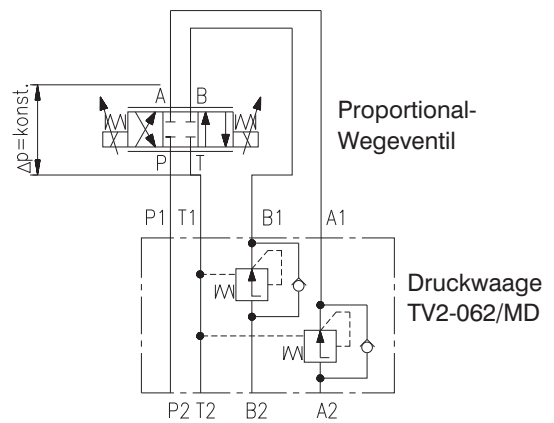 A B
Δp=konst.
P T
Proportional-
Wegeventil
P1 T1 B1 A1
Druckwaage
TV2-062/MD
P2 T2 B2 A2